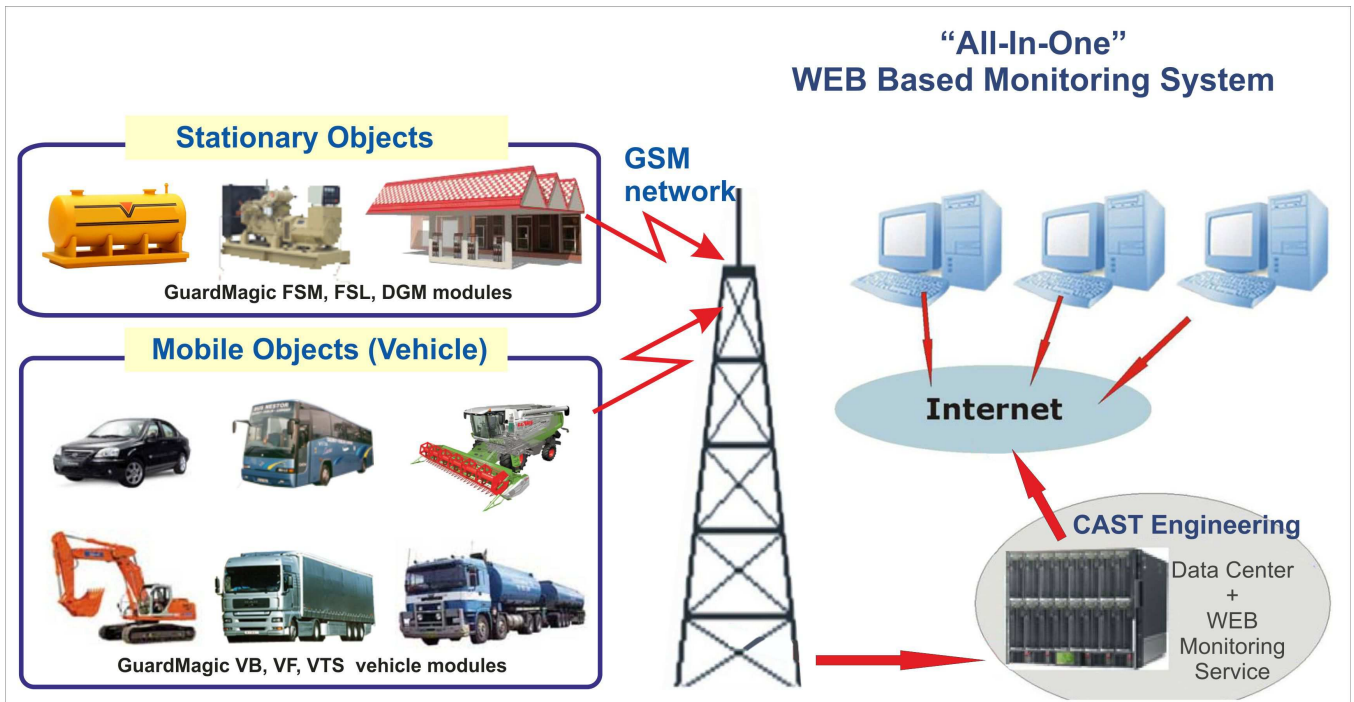 “All-In-One”
WEB Based Monitoring System
Stationary Objects
GuardMagic FSM, FSL, DGM modules
GSM
network
Mobile Objects (Vehicle)
GuardMagic VB, VF, VTS vehicle modules
Internet
CAST Engineering
Data Center
+
WEB
Monitoring
Service